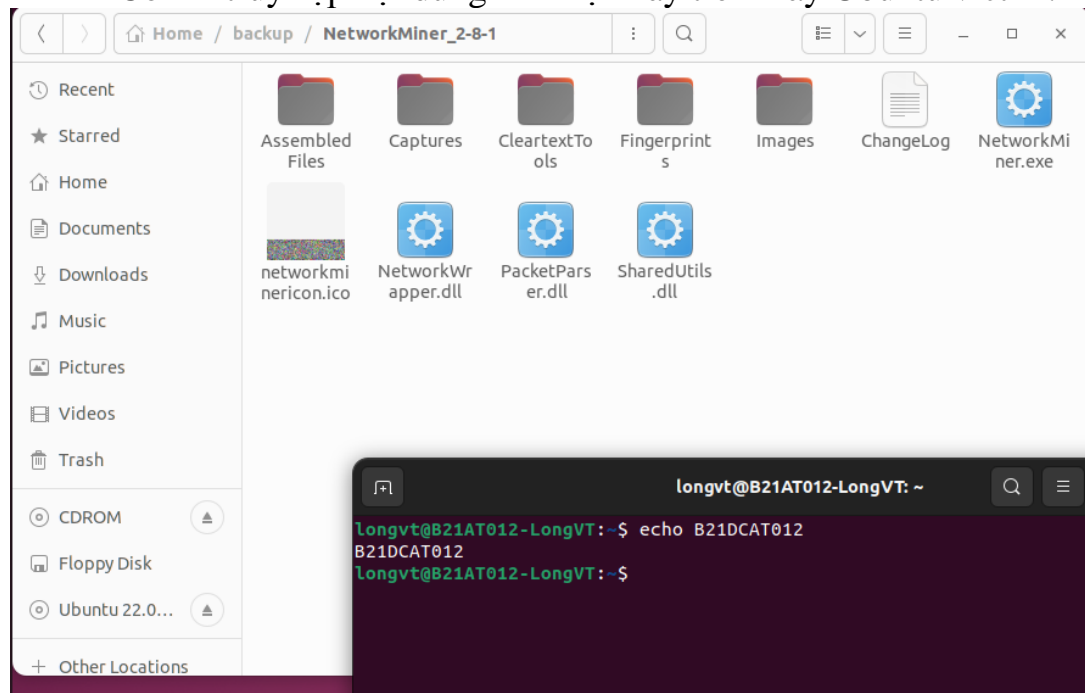 Home / backup / NetworkMiner_2-8-1
Recent
Starred
Home
Documents
Downloads
Music
Pictures
Videos
Trash
CDROM
Floppy Disk
Ubuntu 22.0...
+ Other Locations
Assembled
Files
Captures
CleartextTo
ols
Fingerprint
s
Images
ChangeLog
NetworkMi
ner.exe
networkmi
nericon.ico
NetworkWr
apper.dll
PacketPars
er.dll
SharedUtils
.dll
longvt@B21AT012-LongVT: ~
longvt@B21AT012-LongVT:~$ echo B21DCAT012
B21DCAT012
longvt@B21AT012-LongVT:~$